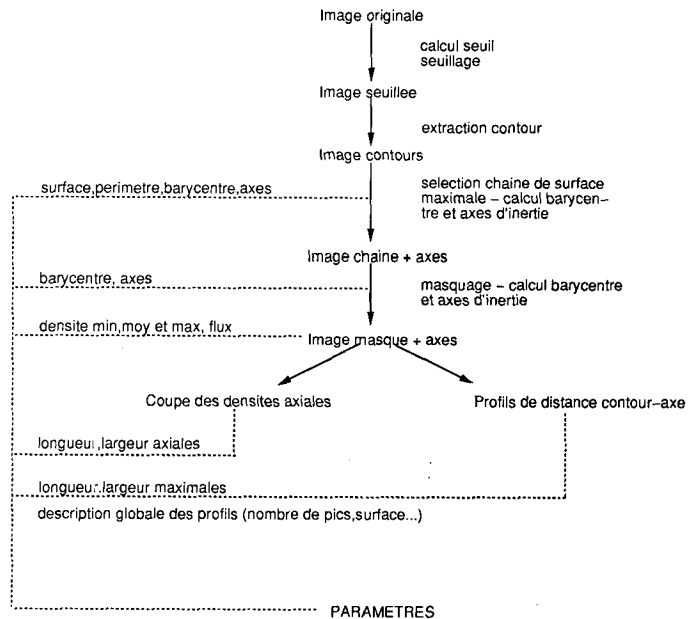 Image originale
calcul seuil
seuillage
Image seuillee
extraction contour
Image contours
surface,perimetre,barycentre,axes
selection chaine de surface
maximale – calcul barycen–
tre et axes d'inertie
Image chaine + axes
barycentre, axes
masquage – calcul barycentre
et axes d'inertie
densite min,moy et max, flux
Image masque + axes
Coupe des densites axiales
Profils de distance contour–axe
longueur,largeur axiales
longueur,largeur maximales
description globale des profils (nombre de pics,surface...)
PARAMETRES